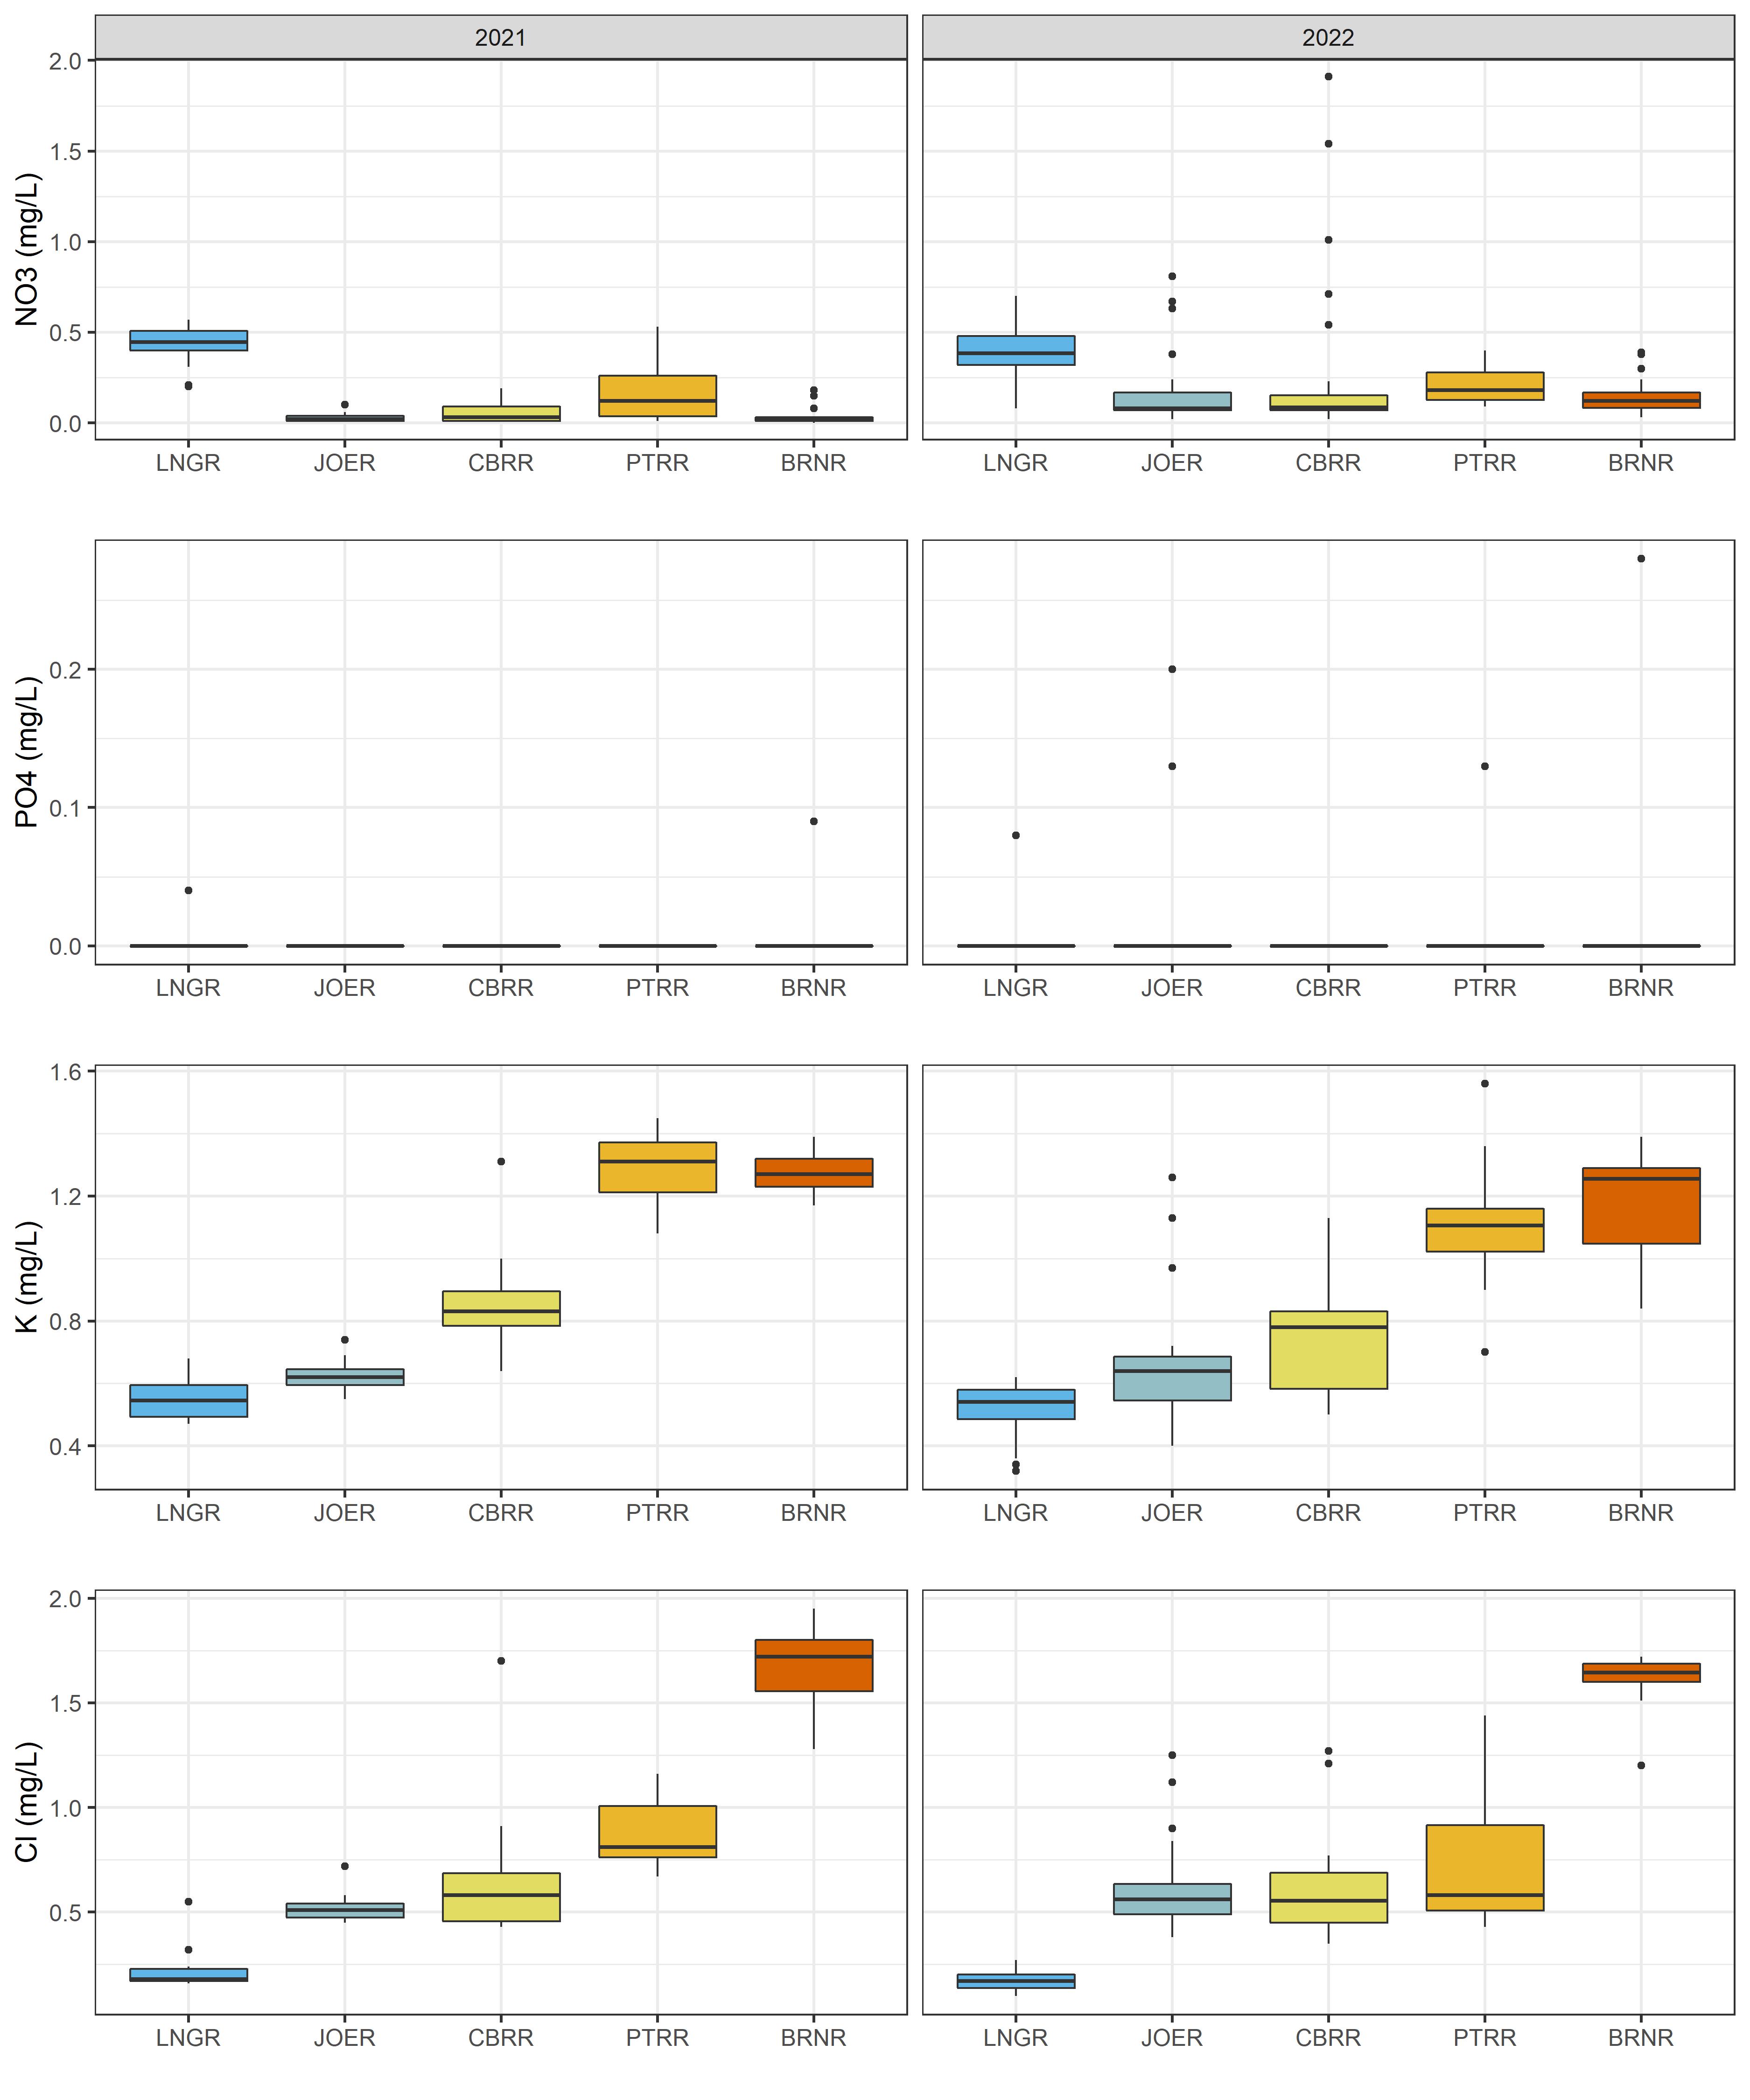 2021 2022
NO3 (mg/L)
2.0
1.5
1.0
0.5
0.0
LNGR JOER CBRR PTRR BRNR LNGR JOER CBRR PTRR BRNR
PO4 (mg/L)
0.2
0.1
0.0
LNGR JOER CBRR PTRR BRNR LNGR JOER CBRR PTRR BRNR
K (mg/L)
1.6
1.2
0.8
0.4
LNGR JOER CBRR PTRR BRNR LNGR JOER CBRR PTRR BRNR
Cl (mg/L)
2.0
1.5
1.0
0.5
LNGR JOER CBRR PTRR BRNR LNGR JOER CBRR PTRR BRNR